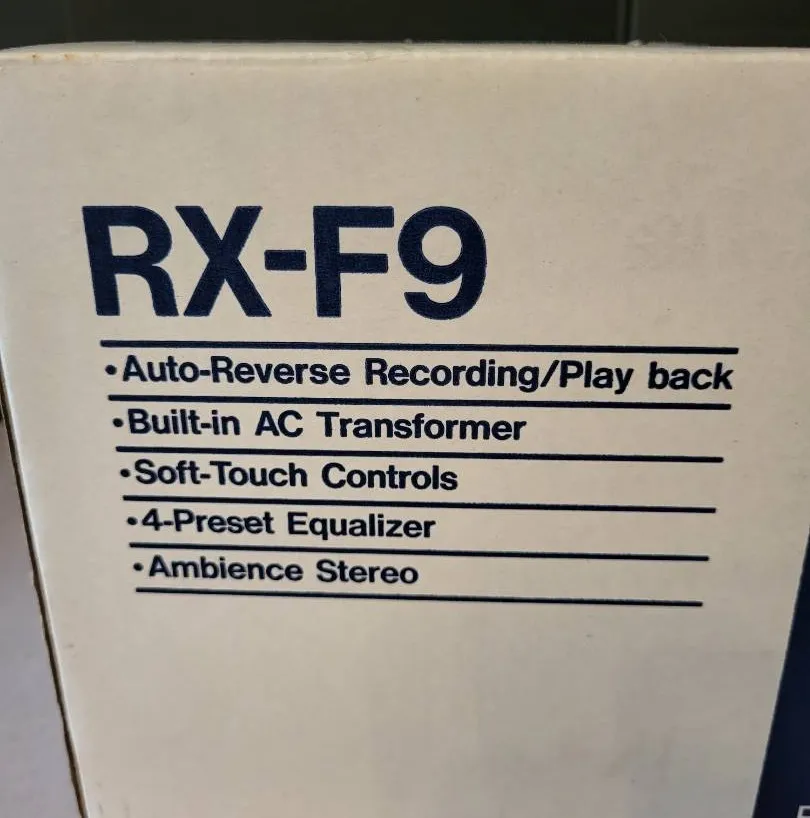 RX-F9
•Auto-Reverse Recording/Play back
•Built-in AC Transformer
•Soft-Touch Controls
•4-Preset Equalizer
•Ambience Stereo